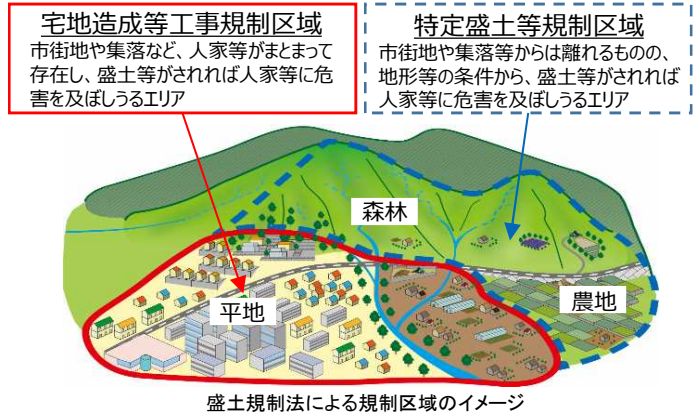 宅地造成等工事規制区域
市街地や集落など、人家等がまとまって
存在し、盛土等がされれば人家等に危
害を及ぼしうるエリア
特定盛土等規制区域
市街地や集落等からは離れるものの、
地形等の条件から、盛土等がされれば
人家等に危害を及ぼしうるエリア
森林
平地
農地
盛土規制法による規制区域のイメージ